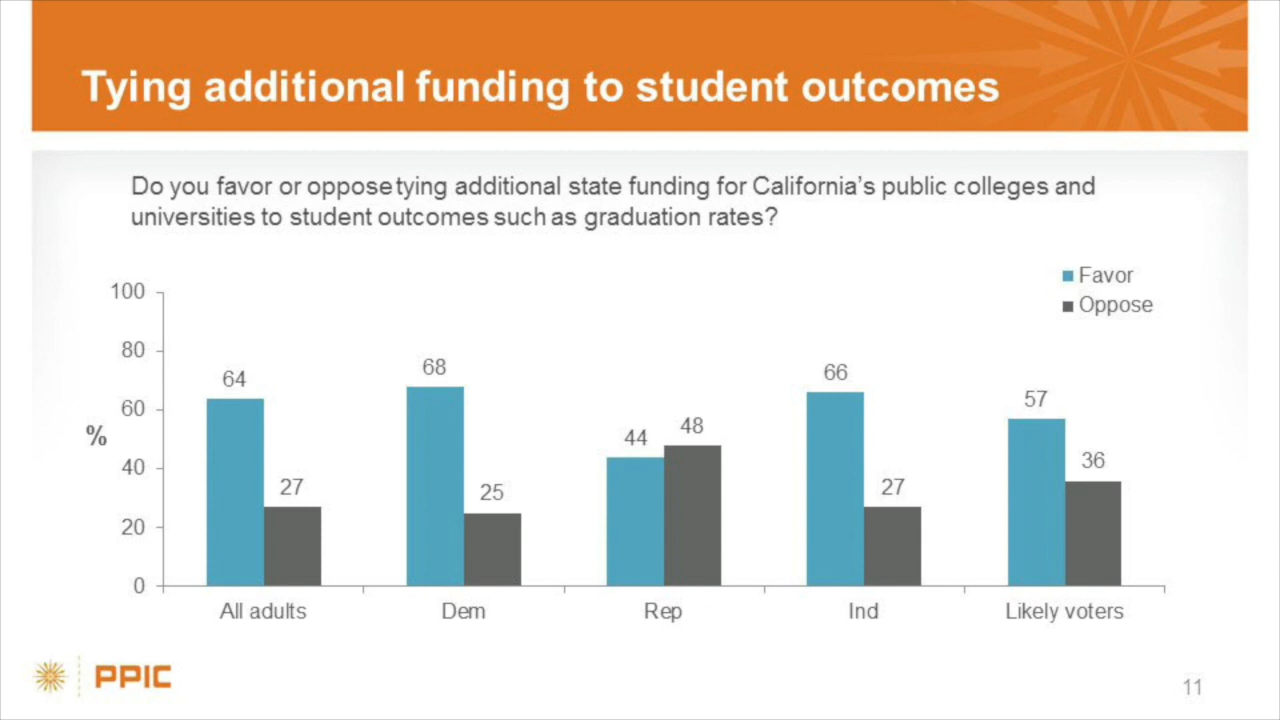 Tying additional funding to student outcomes
Do you favor or oppose tying additional state funding for California's public colleges and
universities to student outcomes such as graduation rates?
Favor
Oppose
100
80
60
40
20
0
%
64
27
68
25
44
48
66
27
57
36
All adults
Dem
Rep
Ind
Likely voters
PPIC
11